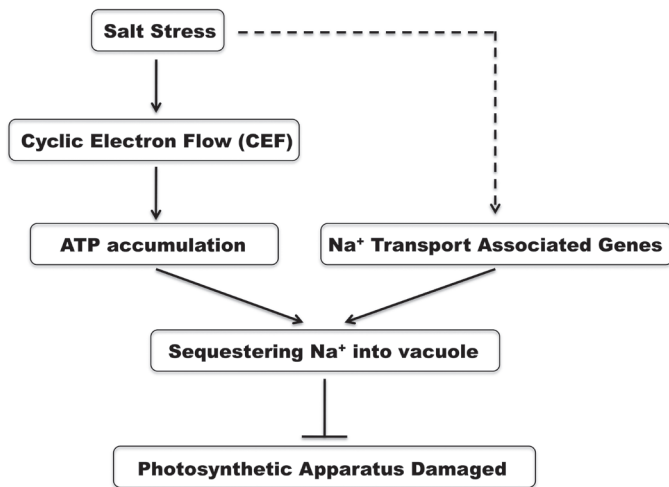 Salt Stress
Cyclic Electron Flow (CEF)
ATP accumulation
Na⁺ Transport Associated Genes
Sequestering Na⁺ into vacuole
Photosynthetic Apparatus Damaged